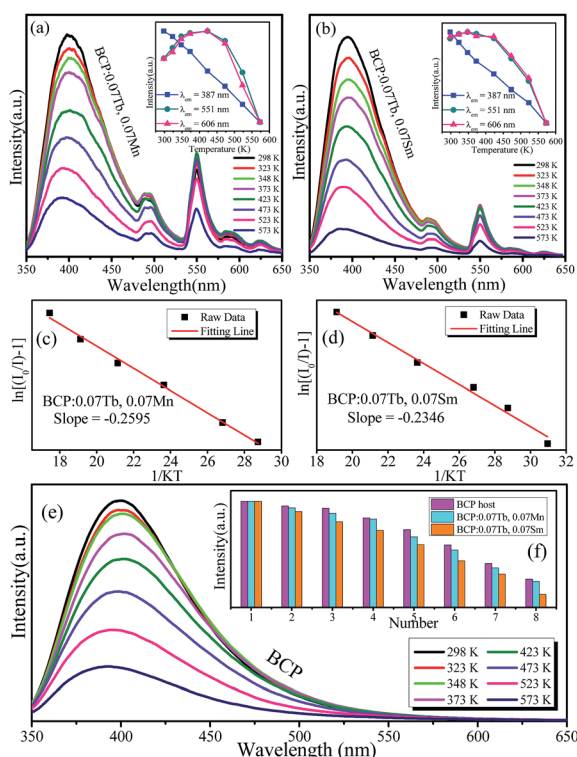 (a)
BCP:0.07Tb, 0.07Mn
Intensity(a.u.)
λem = 387 nm
λem = 551 nm
λem = 606 nm
300 350 400 450 500 550 600
Temperature (K)
298 K
323 K
348 K
373 K
423 K
473 K
523 K
573 K
Intensity(a.u.)
350 400 450 500 550 600 650
Wavelength(nm)
(b)
BCP:0.07Tb, 0.07Sm
Intensity(a.u.)
λem = 387 nm
λem = 551 nm
λem = 606 nm
300 350 400 450 500 550 600
Temperature (K)
298 K
323 K
348 K
373 K
423 K
473 K
523 K
573 K
Intensity(a.u.)
350 400 450 500 550 600 650
Wavelength(nm)
Raw Data
Fitting Line
(c)
BCP:0.07Tb, 0.07Mn
Slope = -0.2595
ln[(I0/I)-1]
16 18 20 22 24 26 28 30
1/KT
Raw Data
Fitting Line
(d)
BCP:0.07Tb, 0.07Sm
Slope = -0.2346
ln[(I0/I)-1]
18 20 22 24 26 28 30 32
1/KT
(e)
BCP
Intensity(a.u.)
BCP host
BCP:0.07Tb, 0.07Mn
BCP:0.07Tb, 0.07Sm
(f)
Intensity(a.u.)
1 2 3 4 5 6 7 8
Number
298 K 423 K
323 K 473 K
348 K 523 K
373 K 573 K
350 400 450 500 550 600 650
Wavelength (nm)